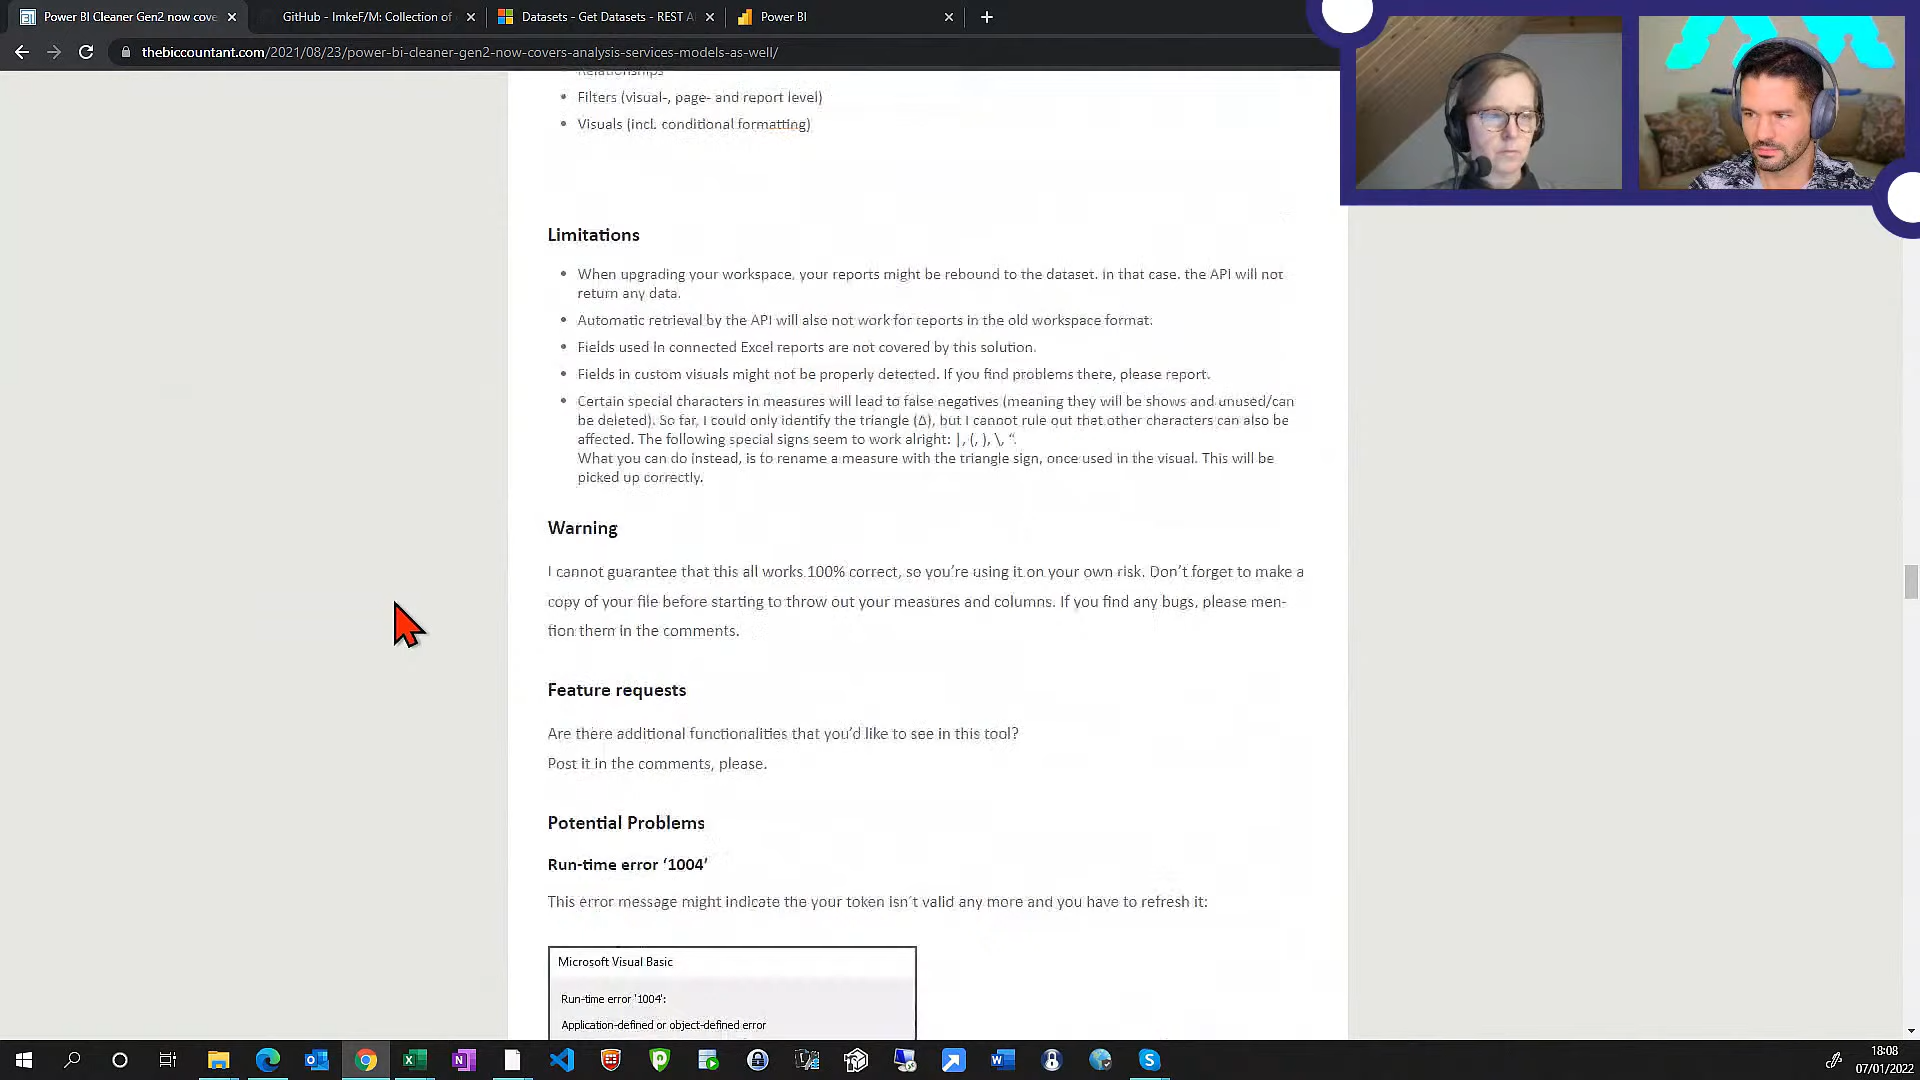 Power BI Cleaner Gen2 now cove
GitHub - ImkeF/M: Collection of
Datasets - Get Datasets - REST A
Power BI
thebiccountant.com/2021/08/23/power-bi-cleaner-gen2-now-covers-analysis-services-models-as-well/
Relationships
Filters (visual-, page- and report level)
Visuals (incl. conditional formatting)
Limitations
When upgrading your workspace, your reports might be rebound to the dataset. In that case. the API will not
return any data.
Automatic retrieval by the API will also not work for reports in the old workspace format.
Fields used in connected Excel reports are not covered by this solution.
Fields in custom visuals might not be properly detected. If you find problems there, please report.
Certain special characters in measures will lead to false negatives (meaning they will be shows and unused/can
be deleted). So far, I could only identify the triangle (Δ), but I cannot rule out that other characters can also be
affected. The following special signs seem to work alright: |, (, ), \, “.
What you can do instead, is to rename a measure with the triangle sign, once used in the visual. This will be
picked up correctly.
Warning
I cannot guarantee that this all works 100% correct, so you’re using it on your own risk. Don’t forget to make a
copy of your file before starting to throw out your measures and columns. If you find any bugs, please men-
tion them in the comments.
Feature requests
Are there additional functionalities that you’d like to see in this tool?
Post it in the comments, please.
Potential Problems
Run-time error ‘1004’
This error message might indicate the your token isn’t valid any more and you have to refresh it:
Microsoft Visual Basic
Run-time error '1004':
Application-defined or object-defined error
18:08
07/01/2022